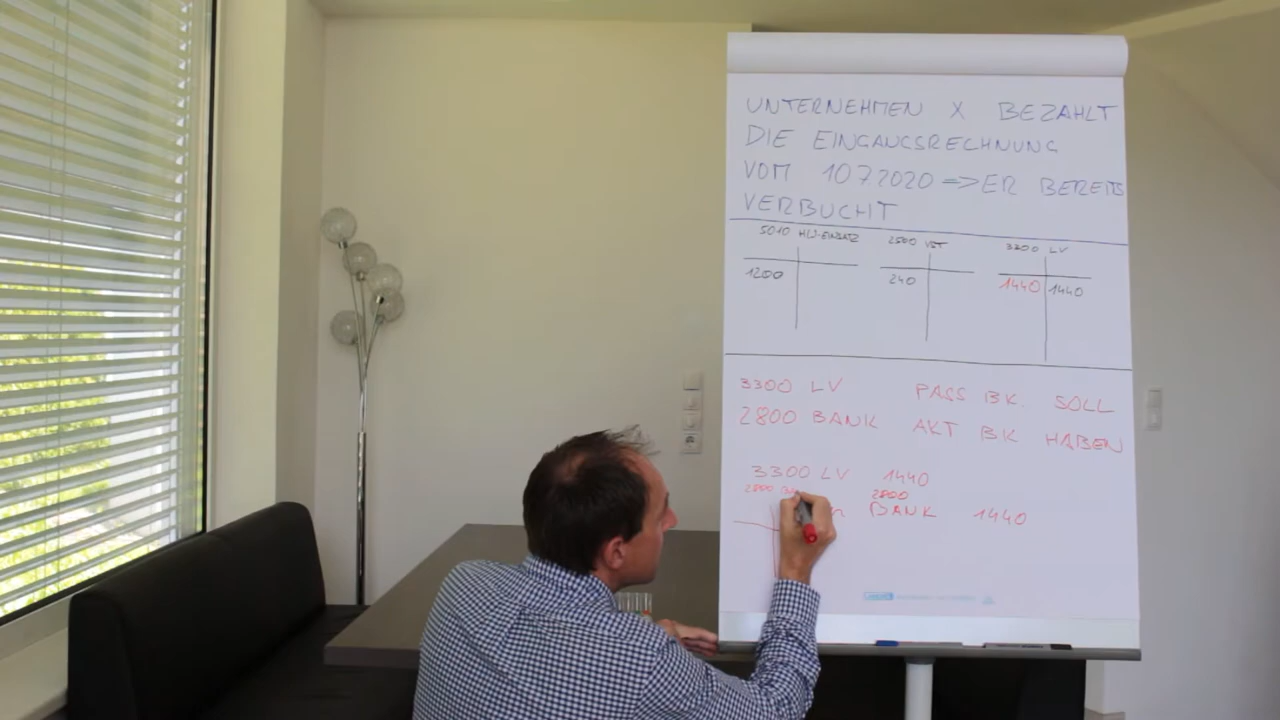 UNTERNEHMEN X BEZAHLT
DIE EINGANGSRECHNUNG
VOM 10.7.2020 => ER BEREITS
VERBUCHT
5010 HW-EINSATZ 2500 VST 3300 LV
1200 240 1440 1440
3300 LV PASS BK. SOLL
2800 BANK AKT BK HABEN
3300 LV 1440
2800 2800
BANK 1440